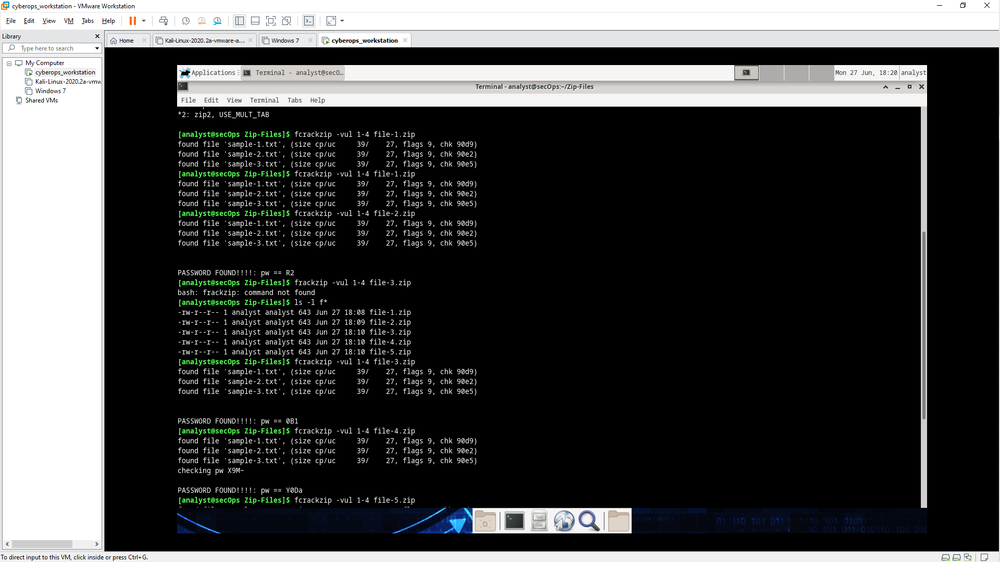 cyberops_workstation - VMware Workstation
File Edit View VM Tabs Help
Library
Type here to search
My Computer
cyberops_workstation
Kali-Linux-2020.2a-vmw
Windows 7
Shared VMs
Home
Kali-Linux-2020.2a-vmware-a...
Windows 7
cyberops_workstation
Applications
Terminal - analyst@secO...
Mon 27 Jun, 18:20
analyst
Terminal - analyst@secOps:~/Zip-Files
File Edit View Terminal Tabs Help
*2: zip2, USE_MULT_TAB
[analyst@secOps Zip-Files]$ fcrackzip -vul 1-4 file-1.zip
found file 'sample-1.txt', (size cp/uc     39/    27, flags 9, chk 90d9)
found file 'sample-2.txt', (size cp/uc     39/    27, flags 9, chk 90e2)
found file 'sample-3.txt', (size cp/uc     39/    27, flags 9, chk 90e5)
[analyst@secOps Zip-Files]$ fcrackzip -vul 1-4 file-1.zip
found file 'sample-1.txt', (size cp/uc     39/    27, flags 9, chk 90d9)
found file 'sample-2.txt', (size cp/uc     39/    27, flags 9, chk 90e2)
found file 'sample-3.txt', (size cp/uc     39/    27, flags 9, chk 90e5)
[analyst@secOps Zip-Files]$ fcrackzip -vul 1-4 file-2.zip
found file 'sample-1.txt', (size cp/uc     39/    27, flags 9, chk 90d9)
found file 'sample-2.txt', (size cp/uc     39/    27, flags 9, chk 90e2)
found file 'sample-3.txt', (size cp/uc     39/    27, flags 9, chk 90e5)
PASSWORD FOUND!!!!: pw == R2
[analyst@secOps Zip-Files]$ frackzip -vul 1-4 file-3.zip
bash: frackzip: command not found
[analyst@secOps Zip-Files]$ ls -l f*
-rw-r--r-- 1 analyst analyst 643 Jun 27 18:08 file-1.zip
-rw-r--r-- 1 analyst analyst 643 Jun 27 18:09 file-2.zip
-rw-r--r-- 1 analyst analyst 643 Jun 27 18:10 file-3.zip
-rw-r--r-- 1 analyst analyst 643 Jun 27 18:10 file-4.zip
-rw-r--r-- 1 analyst analyst 643 Jun 27 18:10 file-5.zip
[analyst@secOps Zip-Files]$ fcrackzip -vul 1-4 file-3.zip
found file 'sample-1.txt', (size cp/uc     39/    27, flags 9, chk 90d9)
found file 'sample-2.txt', (size cp/uc     39/    27, flags 9, chk 90e2)
found file 'sample-3.txt', (size cp/uc     39/    27, flags 9, chk 90e5)
PASSWORD FOUND!!!!: pw == 0B1
[analyst@secOps Zip-Files]$ fcrackzip -vul 1-4 file-4.zip
found file 'sample-1.txt', (size cp/uc     39/    27, flags 9, chk 90d9)
found file 'sample-2.txt', (size cp/uc     39/    27, flags 9, chk 90e2)
found file 'sample-3.txt', (size cp/uc     39/    27, flags 9, chk 90e5)
checking pw X9M~
PASSWORD FOUND!!!!: pw == Y0Da
[analyst@secOps Zip-Files]$ fcrackzip -vul 1-4 file-5.zip
To direct input to this VM, click inside or press Ctrl+G.